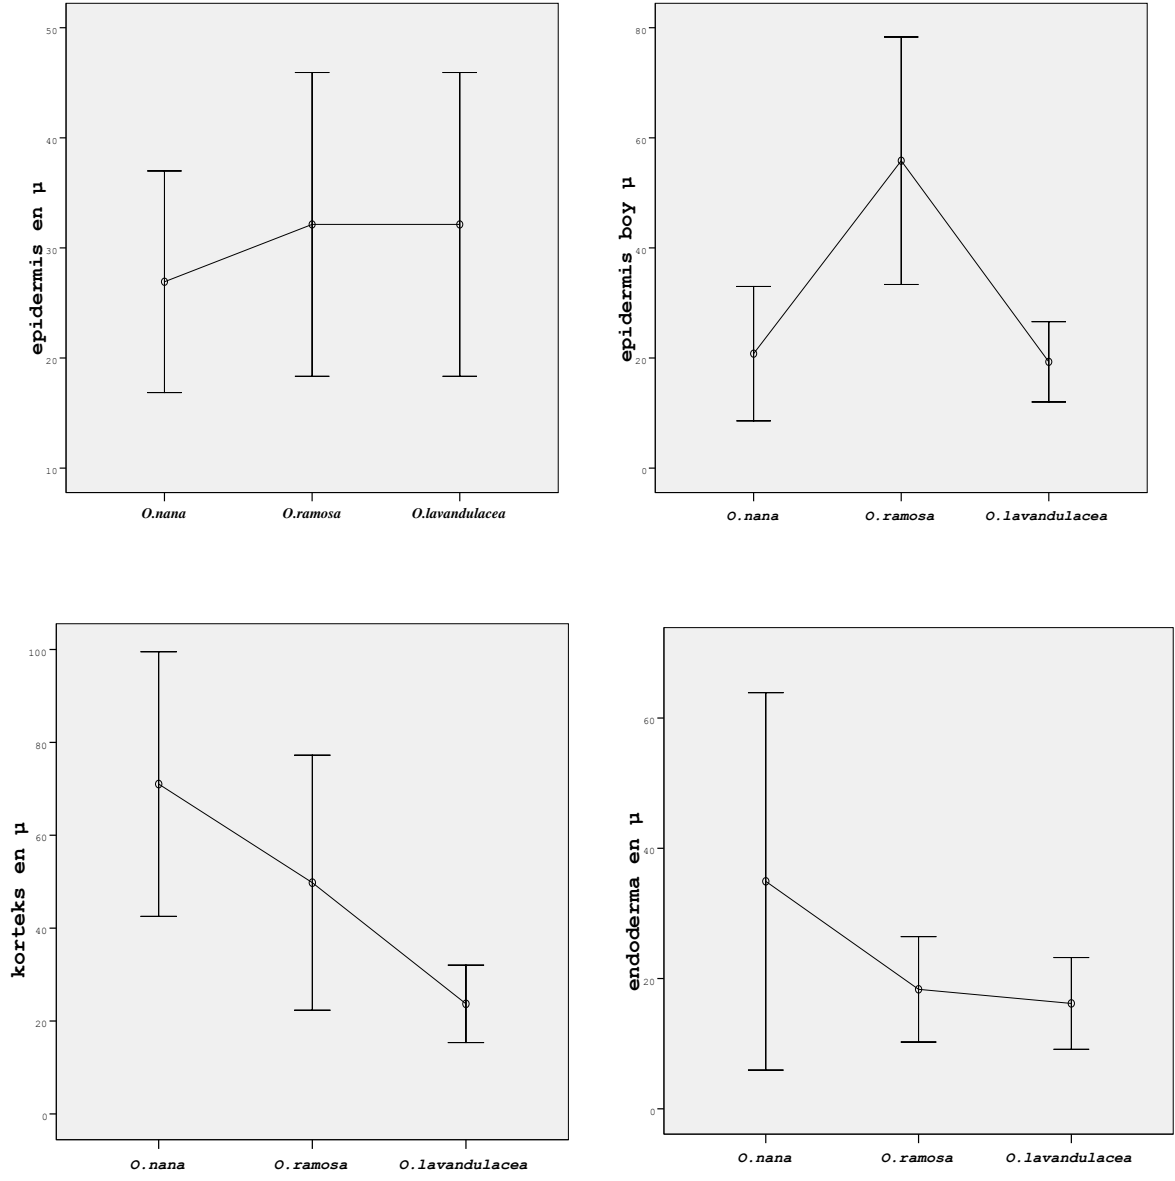 epidermis en µ
50
40
30
20
10
O.nana O.ramosa O.lavandulacea
epidermis boy µ
80
60
40
20
0
O.nana O.ramosa O.lavandulacea
korteks en µ
100
80
60
40
20
0
O.nana O.ramosa O.lavandulacea
endoderma en µ
60
40
20
0
O.nana O.ramosa O.lavandulacea